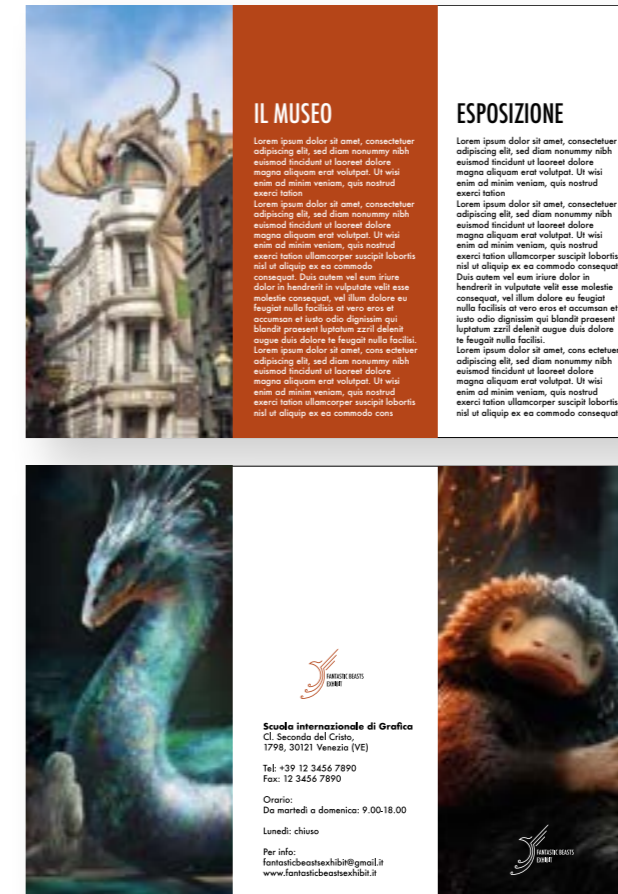 IL MUSEO
Lorem ipsum dolor sit amet, consectetuer
adipiscing elit, sed diam nonummy nibh
euismod tincidunt ut laoreet dolore
magna aliquam erat volutpat. Ut wisi
enim ad minim veniam, quis nostrud
exerci tation
Lorem ipsum dolor sit amet, consectetuer
adipiscing elit, sed diam nonummy nibh
euismod tincidunt ut laoreet dolore
magna aliquam erat volutpat. Ut wisi
enim ad minim veniam, quis nostrud
exerci tation ullamcorper suscipit lobortis
nisl ut aliquip ex ea commodo
consequat. Duis autem vel eum iriure
dolor in hendrerit in vulputate velit esse
molestie consequat, vel illum dolore eu
feugiat nulla facilisis at vero eros et
accumsan et iusto odio dignissim qui
blandit praesent luptatum zzril delenit
augue duis dolore te feugait nulla facilisi.
Lorem ipsum dolor sit amet, cons ectetuer
adipiscing elit, sed diam nonummy nibh
euismod tincidunt ut laoreet dolore
magna aliquam erat volutpat. Ut wisi
enim ad minim veniam, quis nostrud
exerci tation ullamcorper suscipit lobortis
nisl ut aliquip ex ea commodo cons
ESPOSIZIONE
Lorem ipsum dolor sit amet, consectetuer
adipiscing elit, sed diam nonummy nibh
euismod tincidunt ut laoreet dolore
magna aliquam erat volutpat. Ut wisi
enim ad minim veniam, quis nostrud
exerci tation
Lorem ipsum dolor sit amet, consectetuer
adipiscing elit, sed diam nonummy nibh
euismod tincidunt ut laoreet dolore
magna aliquam erat volutpat. Ut wisi
enim ad minim veniam, quis nostrud
exerci tation ullamcorper suscipit lobortis
nisl ut aliquip ex ea commodo consequat
Duis autem vel eum iriure dolor in
hendrerit in vulputate velit esse molestie
consequat, vel illum dolore eu feugiat
nulla facilisis at vero eros et accumsan et
iusto odio dignissim qui blandit praesent
luptatum zzril delenit augue duis dolore
te feugait nulla facilisi.
Lorem ipsum dolor sit amet, cons ectetuer
adipiscing elit, sed diam nonummy nibh
euismod tincidunt ut laoreet dolore
magna aliquam erat volutpat. Ut wisi
enim ad minim veniam, quis nostrud
exerci tation ullamcorper suscipit lobortis
nisl ut aliquip ex ea commodo consequat
FANTASTIC BEASTS
EXHIBIT
Scuola internazionale di Grafica
Cl. Seconda del Cristo,
1798, 30121 Venezia (VE)
Tel: +39 12 3456 7890
Fax: 12 3456 7890
Orario:
Da martedì a domenica: 9.00-18.00
Lunedì: chiuso
Per info:
fantasticbeastsexhibit@gmail.it
www.fantasticbeastsexhibit.it
FANTASTIC BEASTS
EXHIBIT